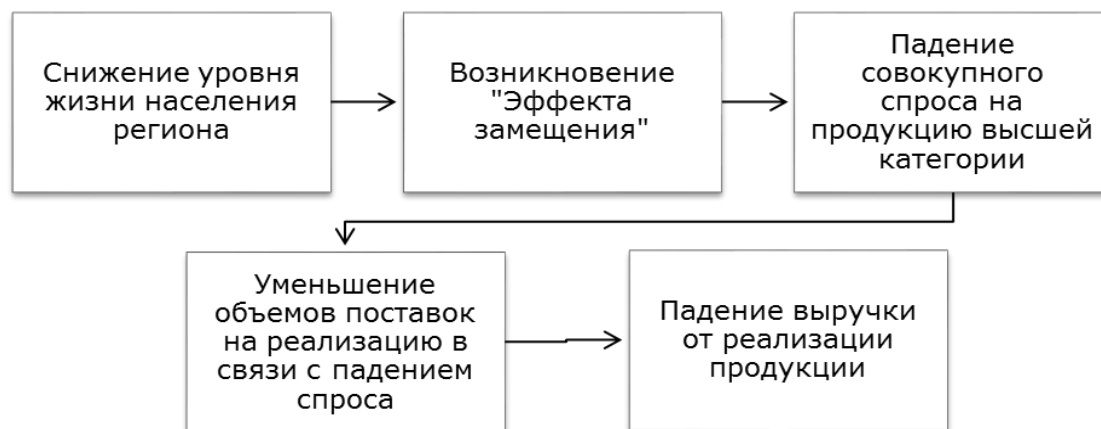 Снижение уровня
жизни населения
региона
Возникновение
"Эффекта
замещения"
Падение
совокупного
спроса на
продукцию высшей
категории
Уменьшение
объемов поставок
на реализацию в
связи с падением
спроса
Падение выручки
от реализации
продукции